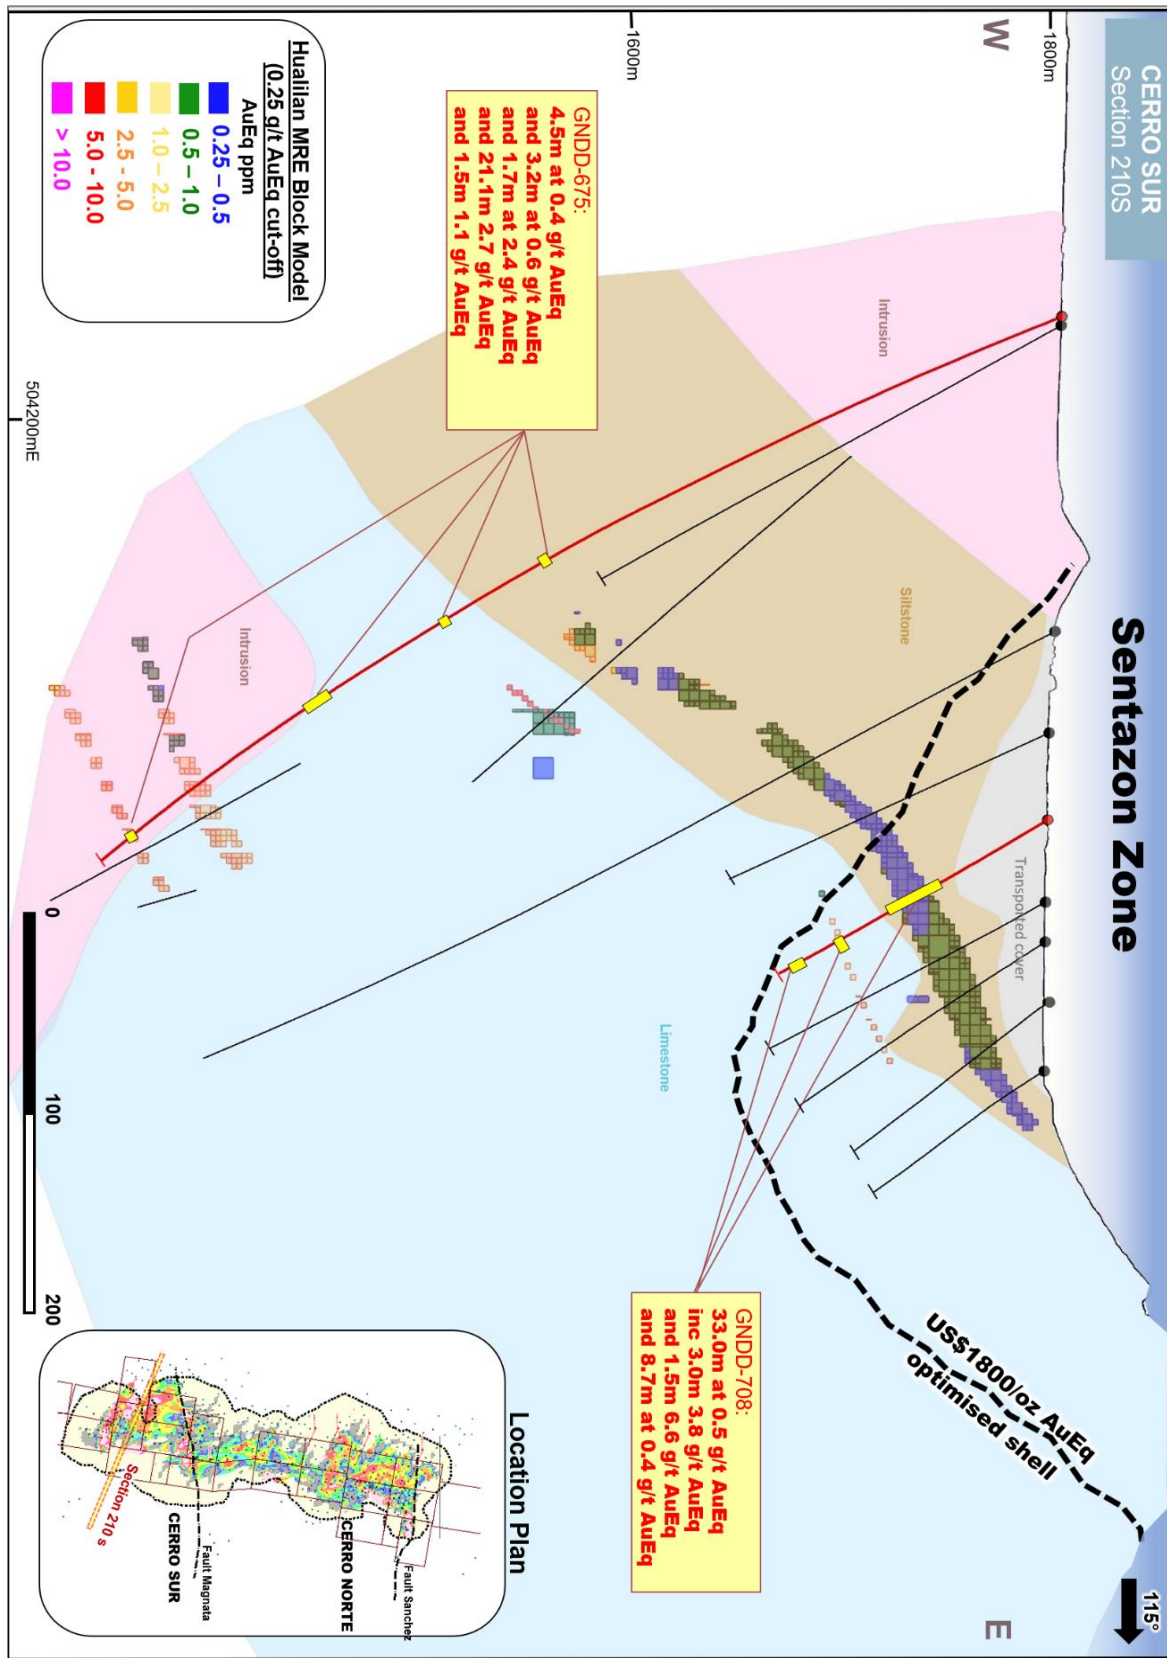 CERRO SUR
Section 210S
Sentazon Zone
115°
W
E
1800m
1600m
504200mE
Intrusion
Siltstone
Transported cover
Limestone
Intrusion
US$1800/oz AuEq
optimised shell
GNDD-675:
4.5m at 0.4 g/t AuEq
and 3.2m at 0.6 g/t AuEq
and 1.7m at 2.4 g/t AuEq
and 21.1m 2.7 g/t AuEq
and 1.5m 1.1 g/t AuEq
GNDD-708:
33.0m at 0.5 g/t AuEq
inc 3.0m 3.8 g/t AuEq
and 1.5m 6.6 g/t AuEq
and 8.7m at 0.4 g/t AuEq
Hualilan MRE Block Model
(0.25 g/t AuEq cut-off)
AuEq ppm
0.25 – 0.5
0.5 – 1.0
1.0 – 2.5
2.5 - 5.0
5.0 - 10.0
> 10.0
0
100
200
Location Plan
Fault Sanchez
CERRO NORTE
Fault Magnata
CERRO SUR
Section 210 s